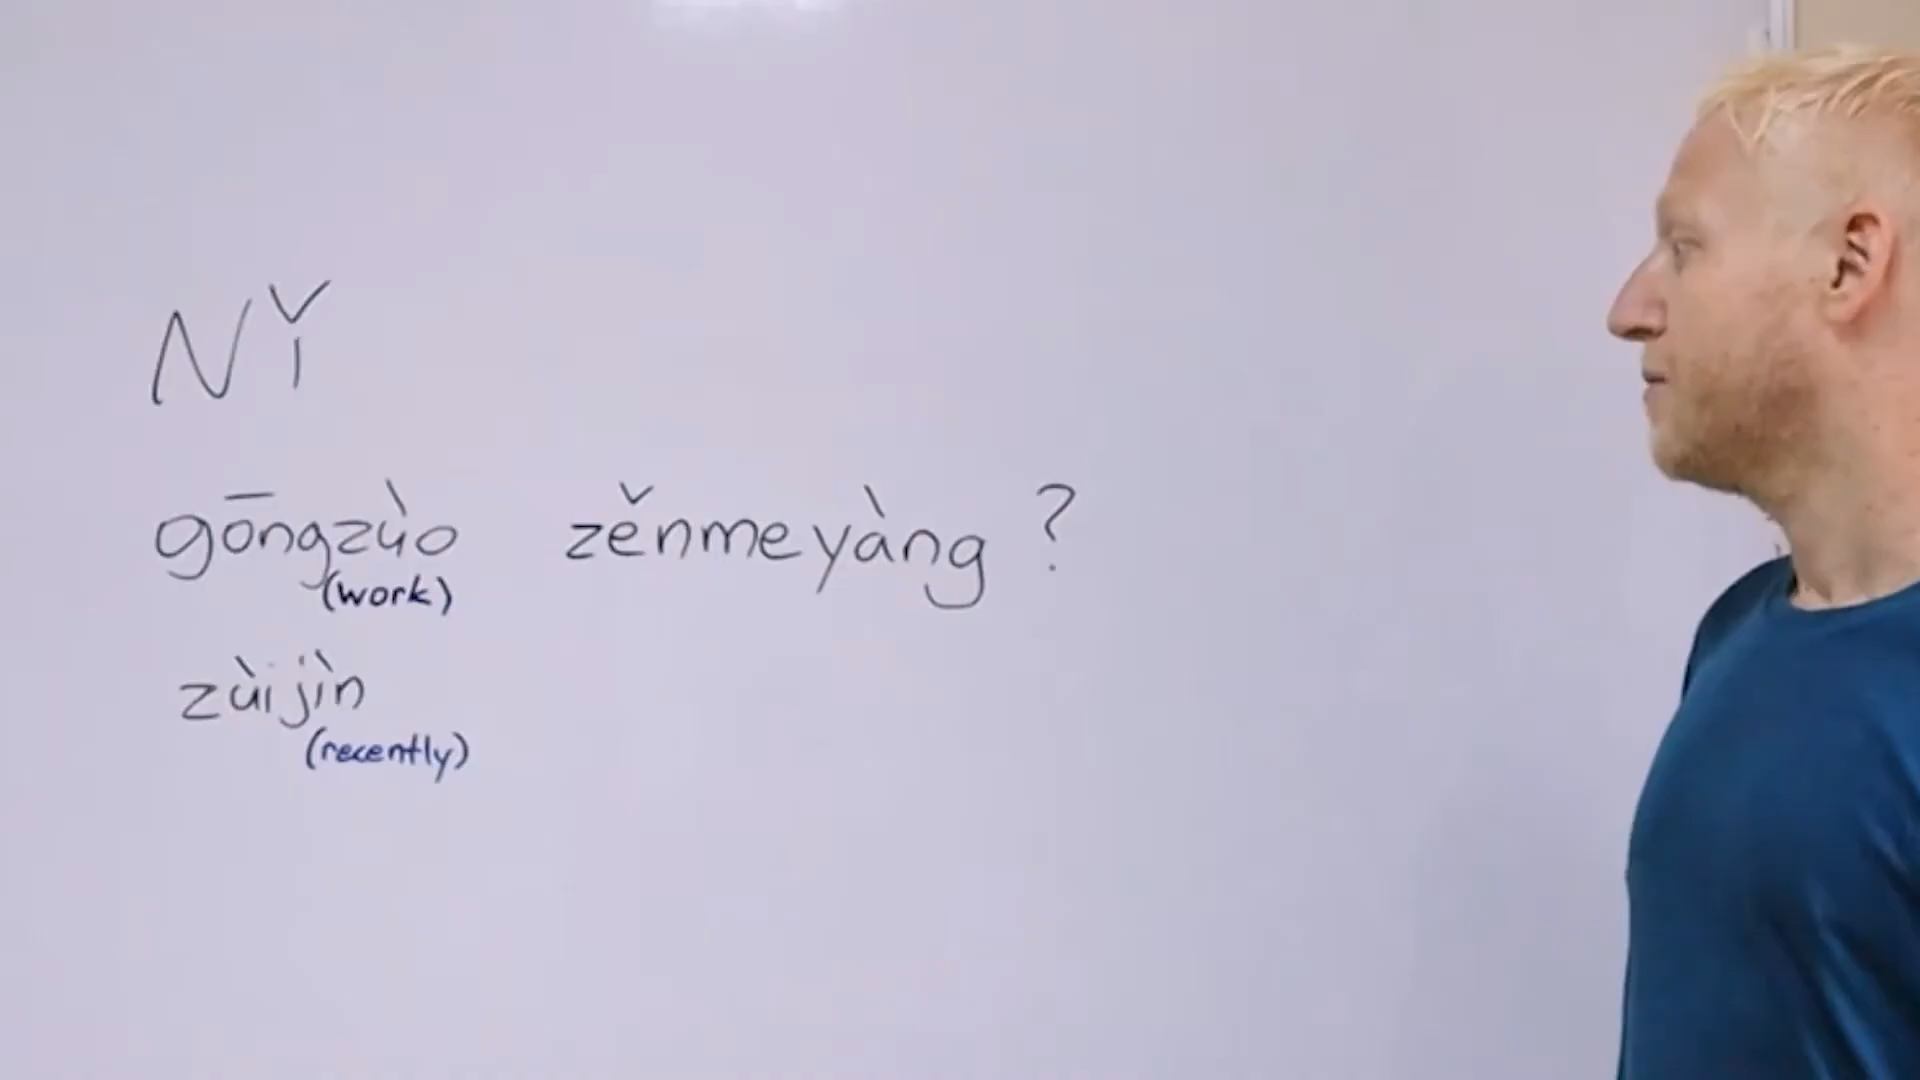 Nǐ
gōngzùo zěnmeyàng ?
(work)
zùijìn
(recently)